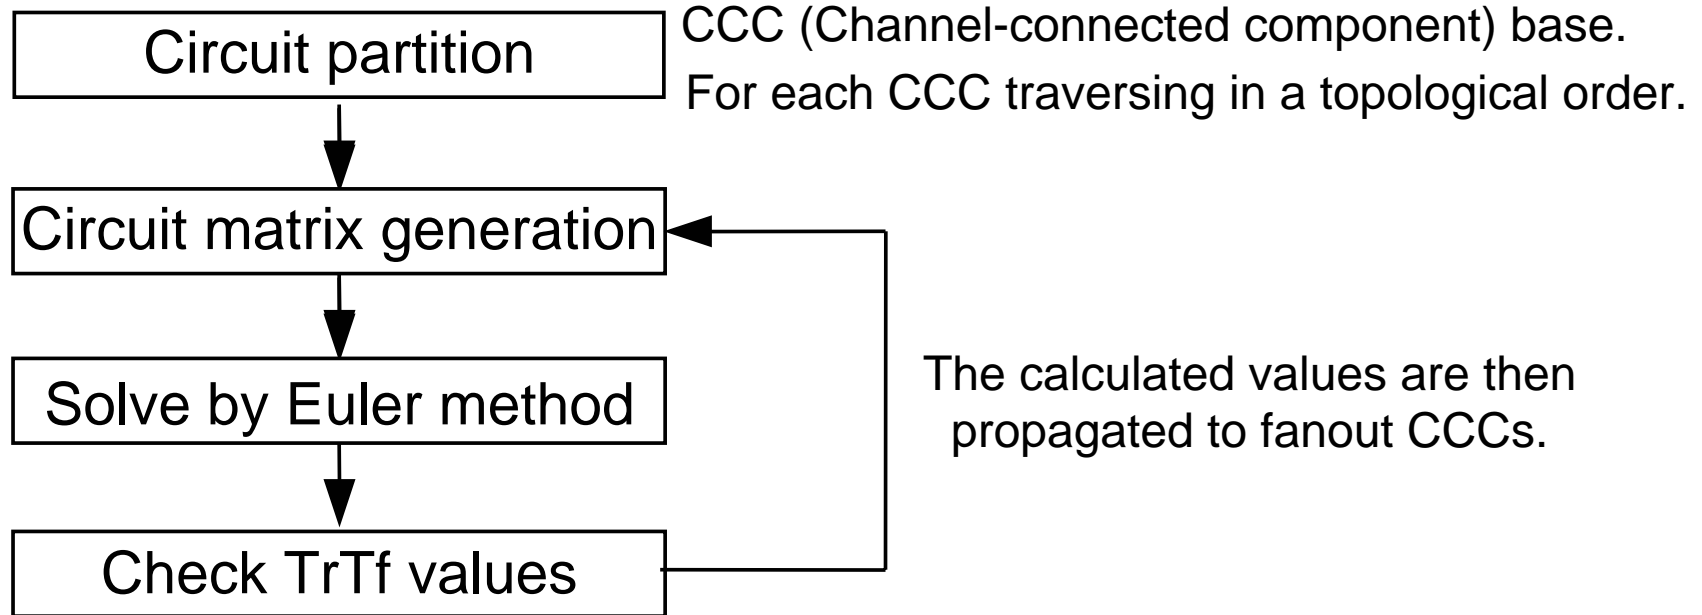 Circuit partition
CCC (Channel-connected component) base.
For each CCC traversing in a topological order.
Circuit matrix generation
Solve by Euler method
The calculated values are then
propagated to fanout CCCs.
Check TrTf values